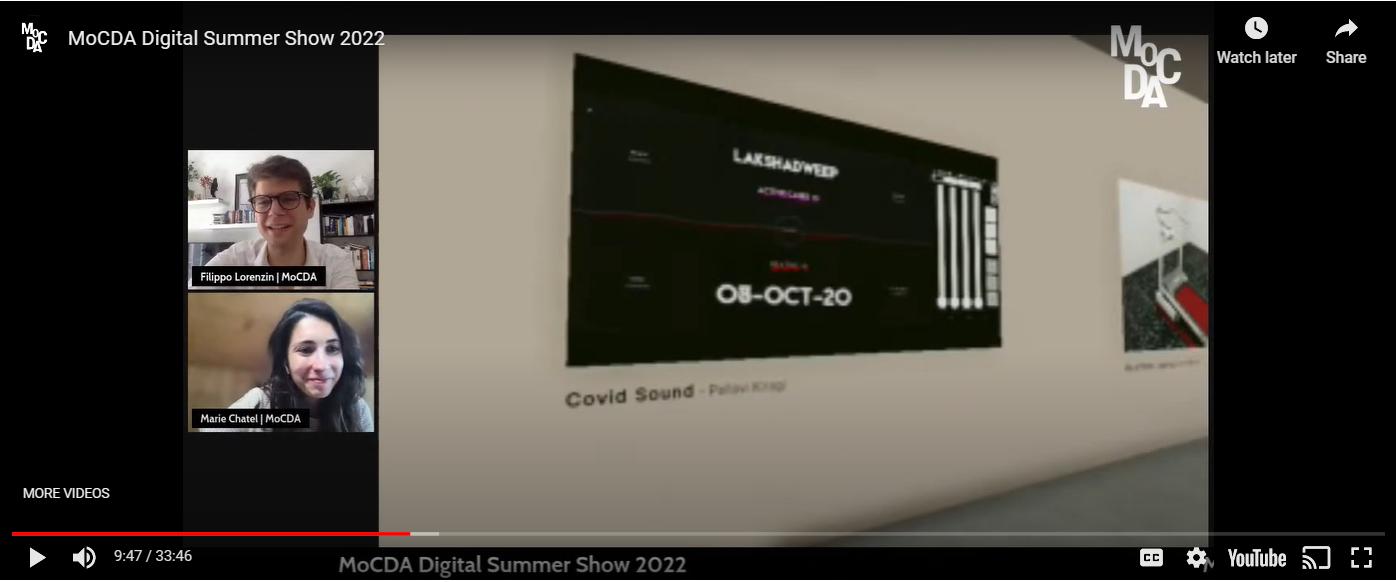 MoCDA
MoCDA Digital Summer Show 2022
Watch later
Share
MoCDA
LAKSHADWEEP
08-OCT-20
Filippo Lorenzin | MoCDA
Covid Sound -
Marie Chatel | MoCDA
MORE VIDEOS
9:47 / 33:46
CC
YouTube
MoCDA Digital Summer Show 2022